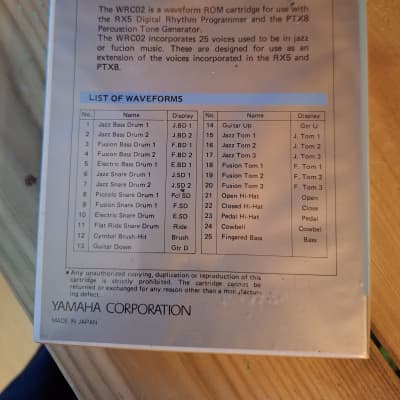 The WRC02 is a waveform ROM cartridge for use with the
RX5 Digital Rhythm Programmer and the PTX8
Percussion Tone Generator.
The WRC02 incorporates 25 voices used to be in jazz
or fucion music. These are designed for use as an
extension of the voices incorporated in the RX5 and
PTX8.
LIST OF WAVEFORMS
No. Name Display No. Name Display
1 Jazz Bass Drum 1 J.BD 1 14 Guitar Up Gtr U
2 Jazz Bass Drum 2 J.BD 2 15 Jazz Tom 1 J. Tom 1
3 Fusion Bass Drum 1 F.BD 1 16 Jazz Tom 2 J. Tom 2
4 Fusion Bass Drum 2 F.BD 2 17 Jazz Tom 3 J. Tom 3
5 Electric Bass Drum 1 E.BD 1 18 Fusion Tom 1 F. Tom 1
6 Jazz Snare Drum 1 J.SD 1 19 Fusion Tom 2 F. Tom 2
7 Jazz Snare Drum 2 J.SD 2 20 Fusion Tom 3 F. Tom 3
8 Piccolo Snare Drum 1 Pcl SD 21 Open Hi-Hat Open
9 Fusion Snare Drum 1 F.SD 22 Closed Hi-Hat Close
10 Electric Snare Drum E.SD 23 Pedal Hi-Hat Pedal
11 Flat Ride Snare Drum Ride 24 Cowbell Cowbel
12 Cymbal Brush-Hit Brush 25 Fingered Bass Bass
13 Guitar Down Gtr D
* Any unauthorized copying, duplication or reproduction of this
cartridge is strictly prohibited. The cartridge cannot be
returned or exchanged for any reason other than a manufactur-
ing defect.
YAMAHA CORPORATION
MADE IN JAPAN